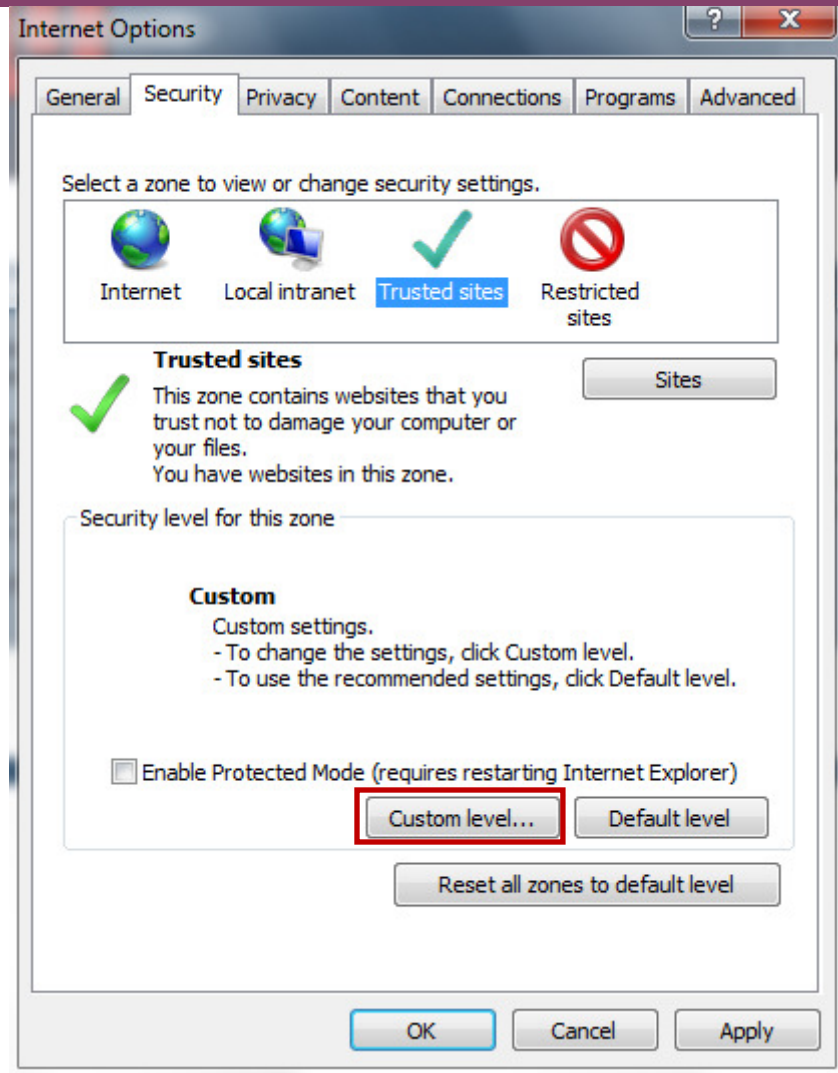 Internet Options
?
X
General Security Privacy Content Connections Programs Advanced
Select a zone to view or change security settings.
Internet Local intranet Trusted sites Restricted
sites
Trusted sites
Sites
This zone contains websites that you
trust not to damage your computer or
your files.
You have websites in this zone.
Security level for this zone
Custom
Custom settings.
- To change the settings, click Custom level.
- To use the recommended settings, click Default level.
Enable Protected Mode (requires restarting Internet Explorer)
Custom level... Default level
Reset all zones to default level
OK Cancel Apply